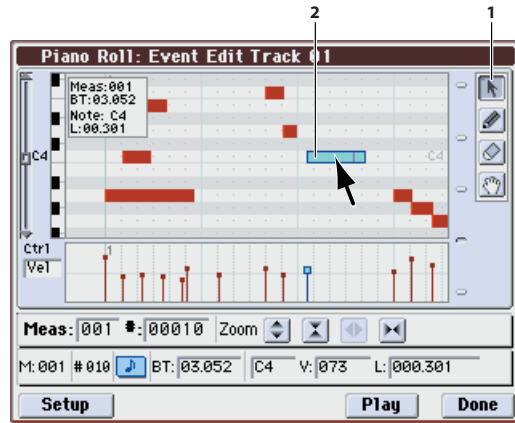 2 1
Piano Roll: Event Edit Track 01
Meas:001
BT:03.052
Note: C4
L:00.301
C4 C4
Ctrl 1
Vel
Meas: 001 #: 00010 Zoom
M: 001 #010 BT: 03.052 C4 V: 073 L: 000.301
Setup Play Done